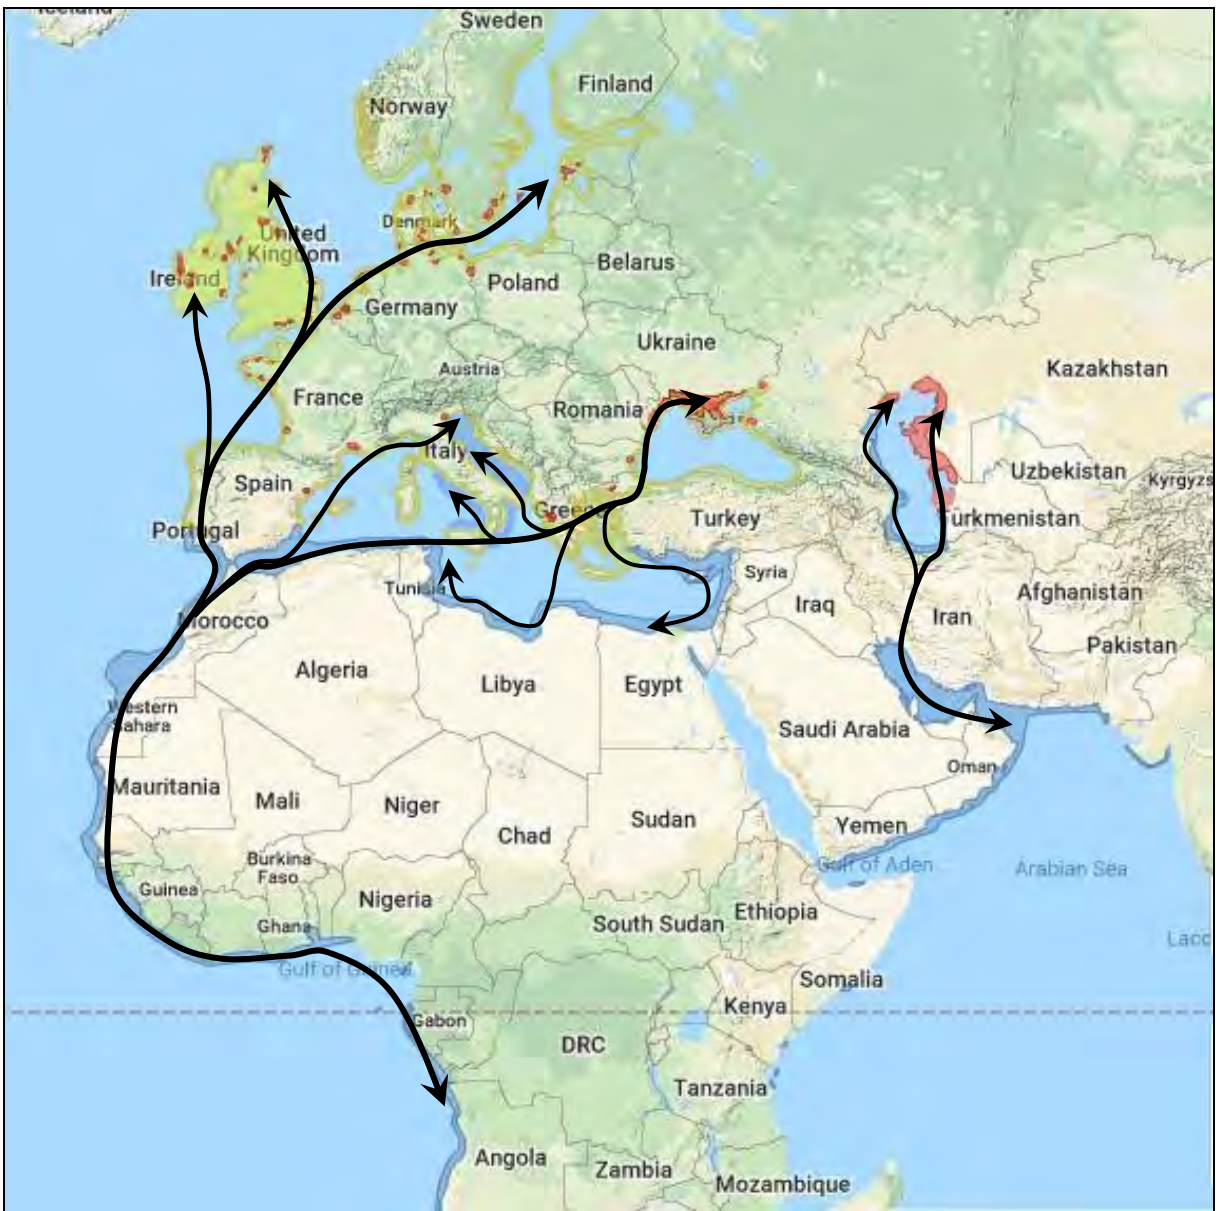 Iceland
Sweden
Finland
Norway
Denmark
United
Kingdom
Ireland
Belarus
Poland
Germany
Ukraine
Austria
Kazakhstan
France
Romania
Italy
Uzbekistan
Kyrgyzs
Spain
Greece
Turkey
Turkmenistan
Portugal
Syria
Tunisia
Afghanistan
Iraq
Iran
Morocco
Pakistan
Algeria
Libya
Egypt
Western
Sahara
Saudi Arabia
Oman
Mauritania
Mali
Niger
Chad
Sudan
Yemen
Burkina
Faso
Gulf of Aden
Arabian Sea
Guinea
Nigeria
Ethiopia
Ghana
South Sudan
Lacc
Gulf of Guinea
Somalia
Kenya
Gabon
DRC
Tanzania
Angola
Zambia
Mozambique